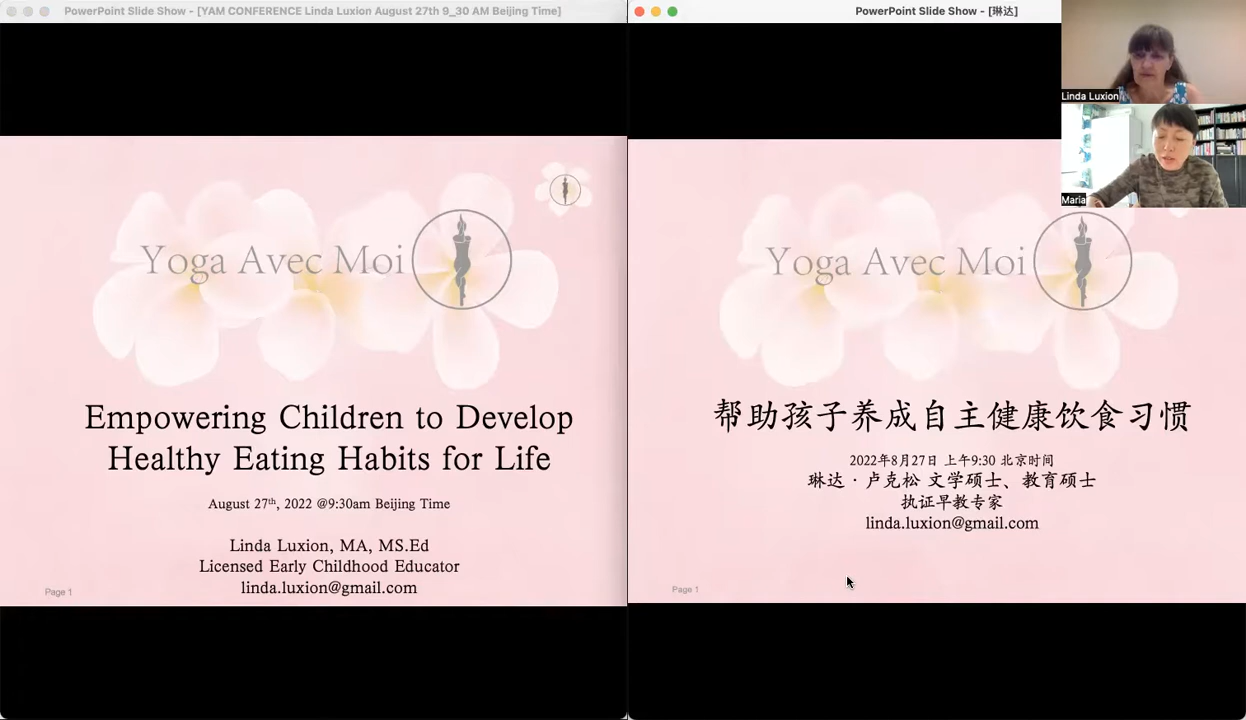 PowerPoint Slide Show - [YAM CONFERENCE Linda Luxion August 27th 9_30 AM Beijing Time]
Yoga Avec Moi
Empowering Children to Develop
Healthy Eating Habits for Life
August 27th, 2022 @9:30am Beijing Time
Linda Luxion, MA, MS.Ed
Licensed Early Childhood Educator
linda.luxion@gmail.com
Page 1
PowerPoint Slide Show - [琳达]
Linda Luxion
Maria
Yoga Avec Moi
帮助孩子养成自主健康饮食习惯
2022年8月27日 上午9:30 北京时间
琳达 · 卢克松 文学硕士、教育硕士
执证早教专家
linda.luxion@gmail.com
Page 1